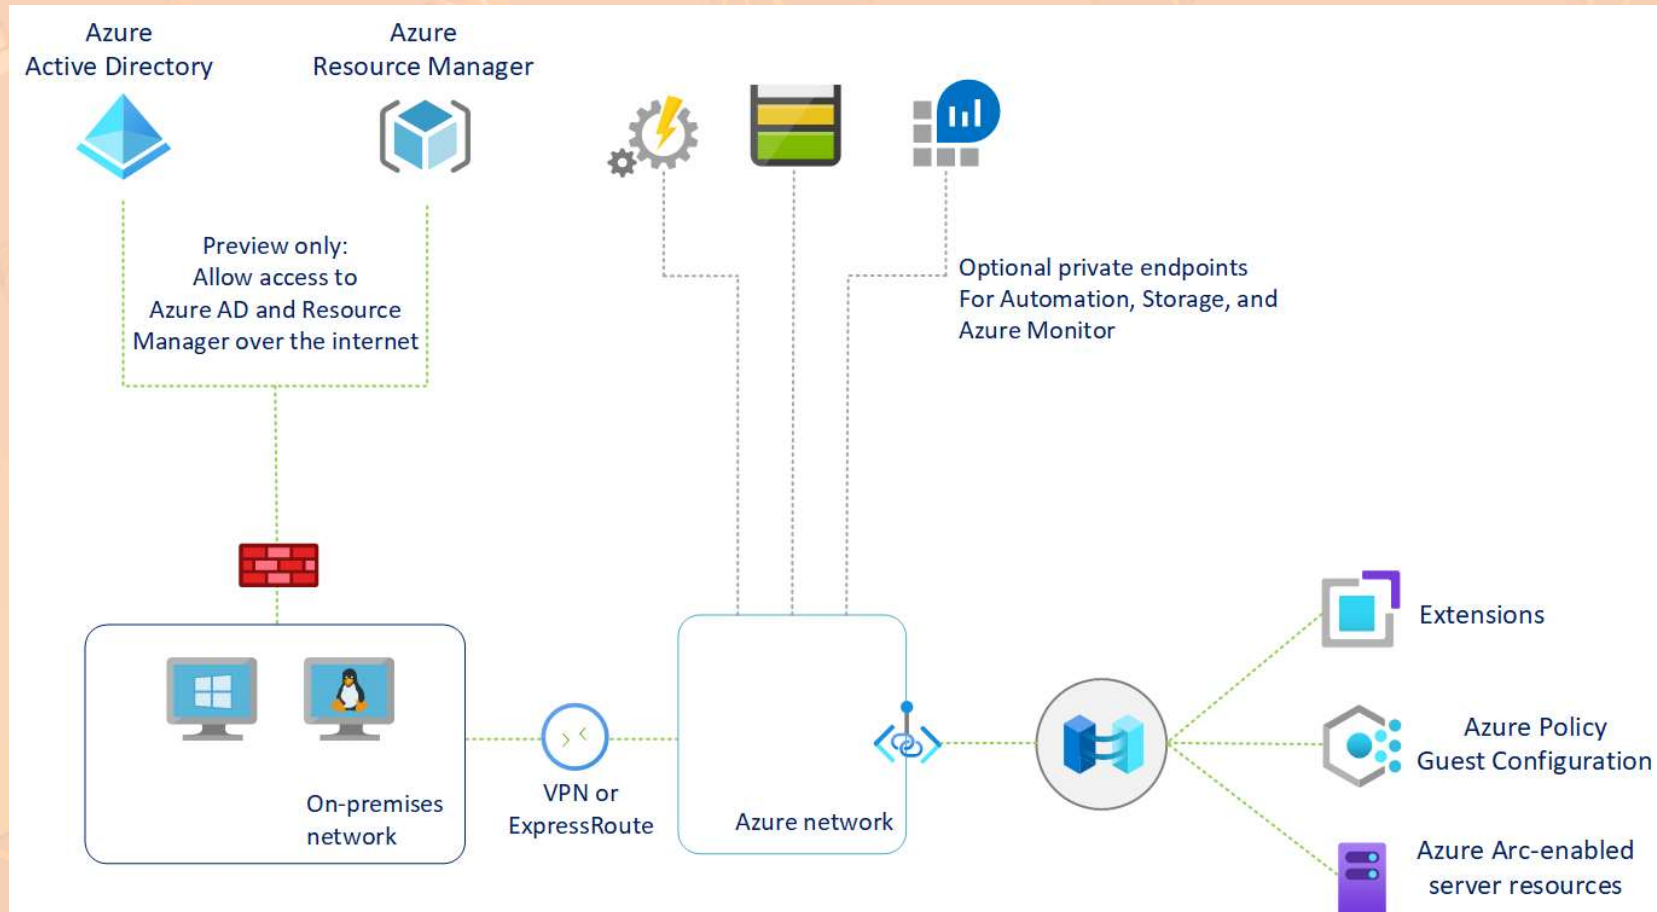 Azure
Active Directory
Azure
Resource Manager
Preview only:
Allow access to
Azure AD and Resource
Manager over the internet
Optional private endpoints
For Automation, Storage, and
Azure Monitor
On-premises
network
VPN or
ExpressRoute
Azure network
Extensions
Azure Policy
Guest Configuration
Azure Arc-enabled
server resources